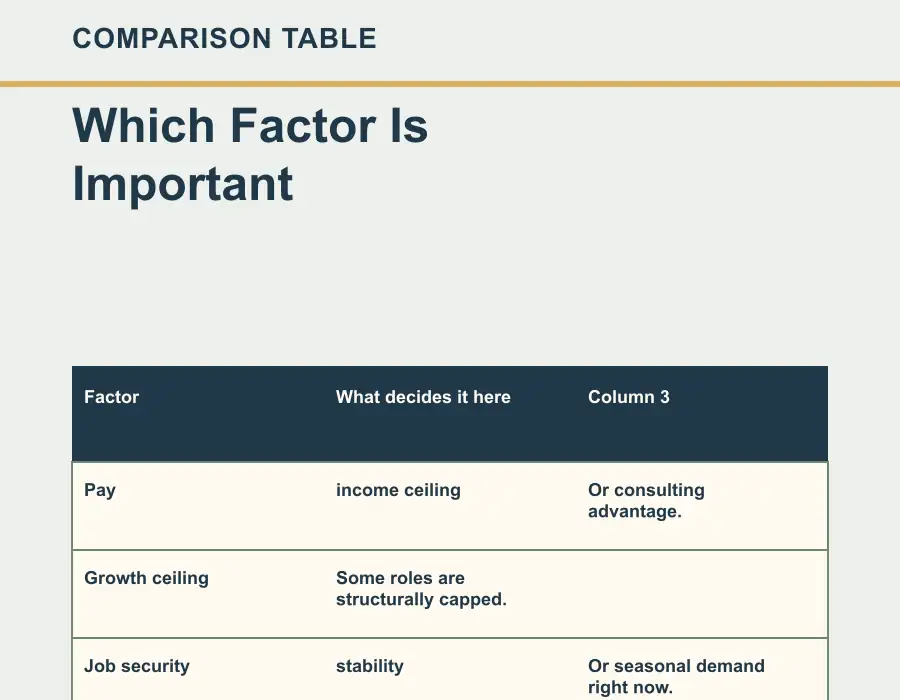 COMPARISON TABLE
Which Factor Is
Important
Factor
What decides it here
Column 3
Pay
income ceiling
Or consulting
advantage.
Growth ceiling
Some roles are
structurally capped.
Job security
stability
Or seasonal demand
right now.